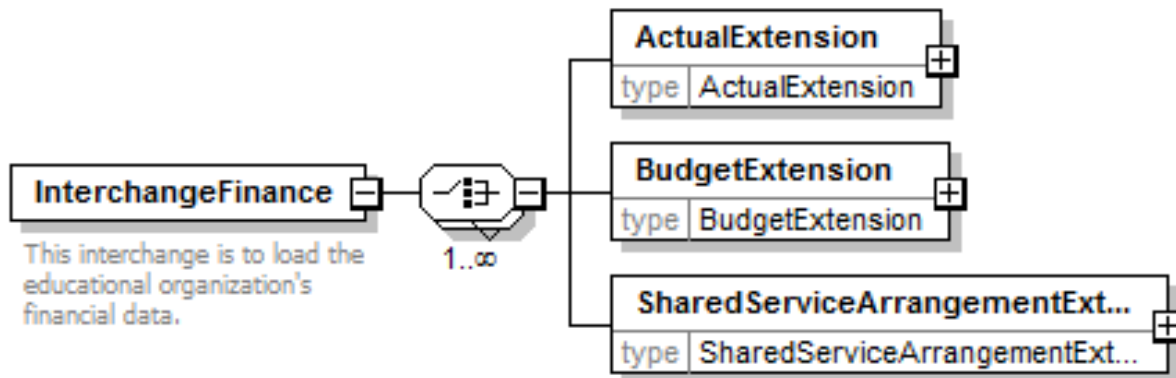 ActualExtension
type ActualExtension
InterchangeFinance
This interchange is to load the
educational organization's
financial data.
1..∞
BudgetExtension
type BudgetExtension
SharedServiceArrangementExt...
type SharedServiceArrangementExt...